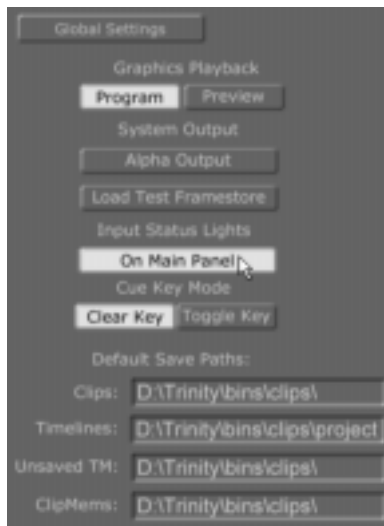 Global Settings
Graphics Playback
Program Preview
System Output
Alpha Output
Load Test Framestore
Input Status Lights
On Main Panel
Cue Key Mode
Clear Key Toggle Key
Default Save Paths:
Clips: D:\Trinity\bins\clips\
Timelines: D:\Trinity\bins\clips\project
Unsaved TM: D:\Trinity\bins\clips\
ClipMems: D:\Trinity\bins\clips\